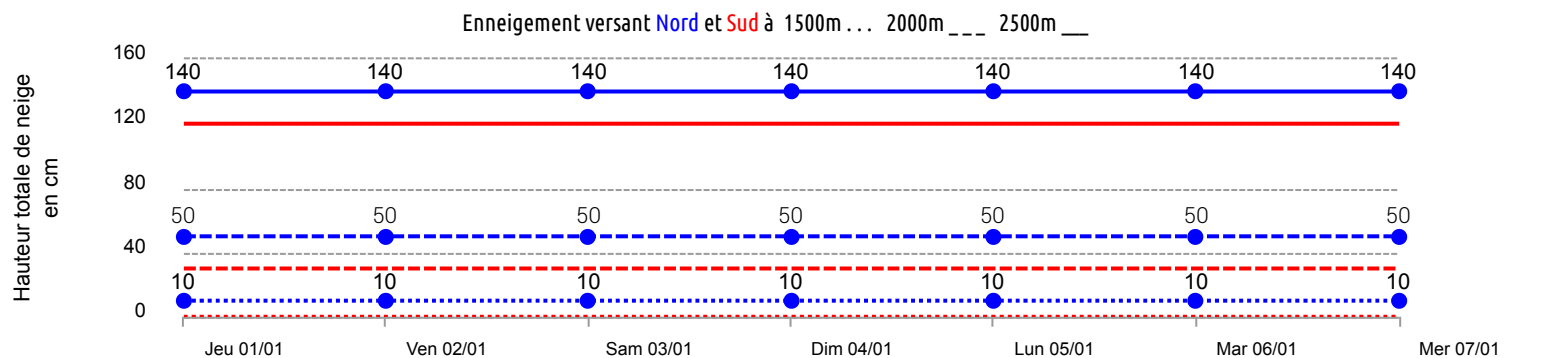 Enneigement versant Nord et Sud à 1500m . . . 2000m _ _ _ 2500m __
Hauteur totale de neige
en cm
160
140 140 140 140 140 140 140
120
80
50 50 50 50 50 50 50
40
10 10 10 10 10 10 10
0
Jeu 01/01 Ven 02/01 Sam 03/01 Dim 04/01 Lun 05/01 Mar 06/01 Mer 07/01